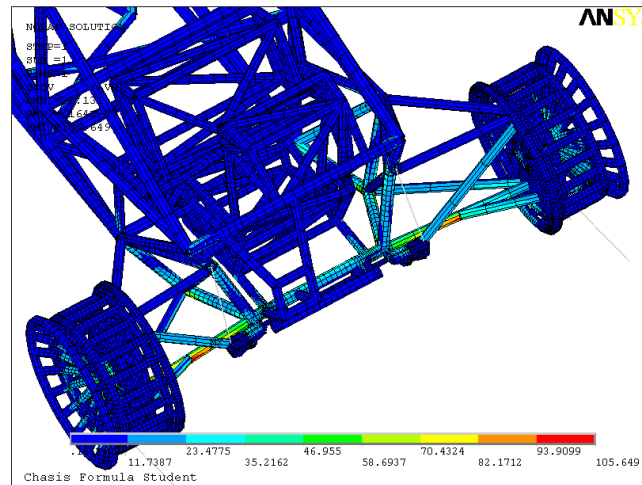 ANSY
NODAL SOLUTION
STEP=1
SUB =1
11.7387
23.4775
35.2162
46.955
58.6937
70.4324
82.1712
93.9099
105.649
Chasis Formula Student